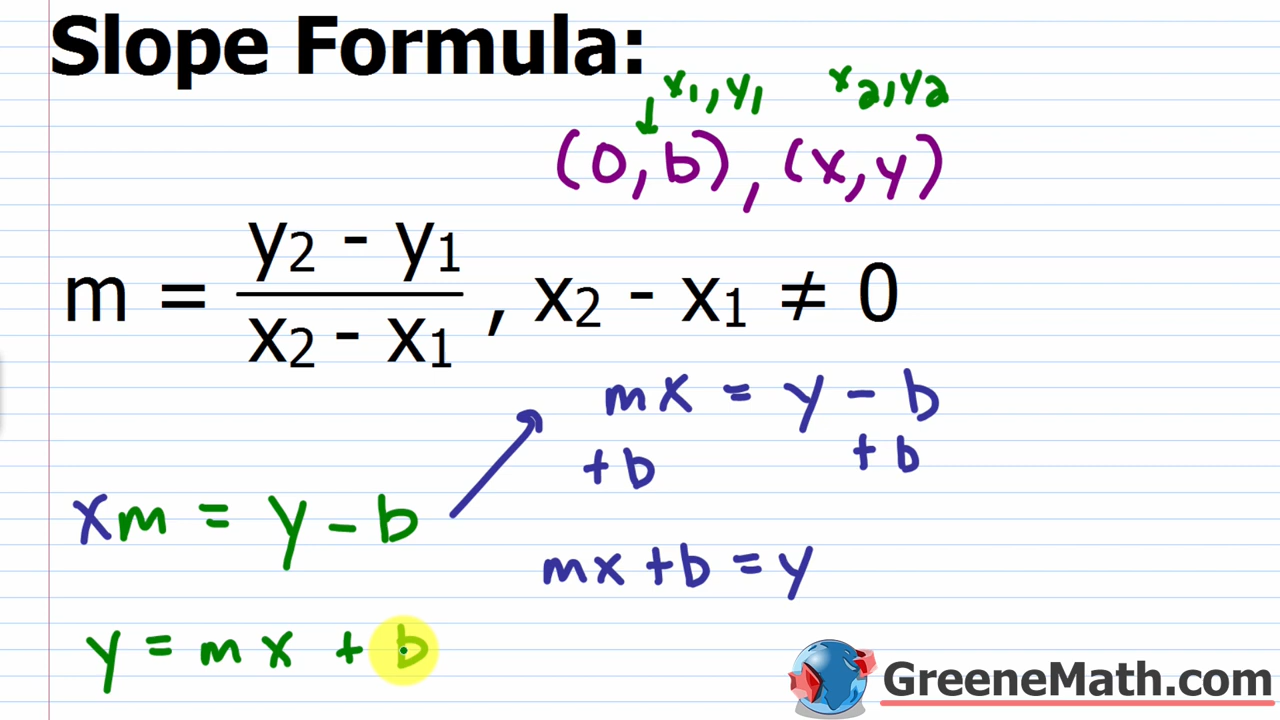 Slope Formula:
x₁, y₁ x₂, y₂
(0, b), (x, y)
m = (y₂ - y₁) / (x₂ - x₁) , x₂ - x₁ ≠ 0
mx = y - b
+ b + b
xm = y - b
mx + b = y
y = mx + b
GreeneMath.com